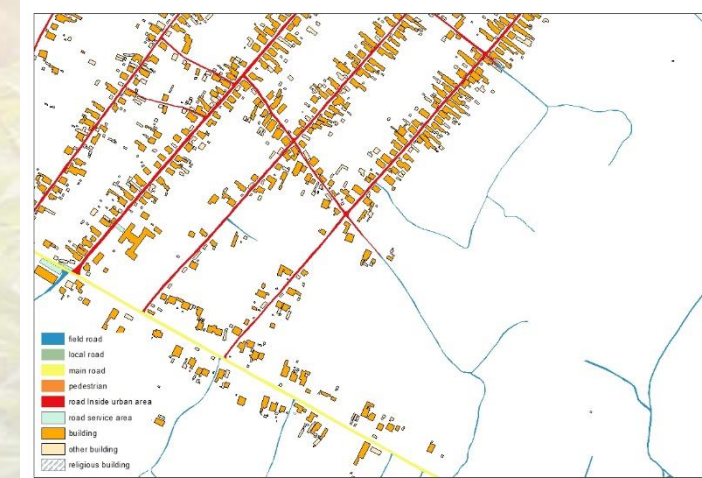 field road
local road
main road
pedestrian
road Inside urban area
road service area
building
other building
religious building